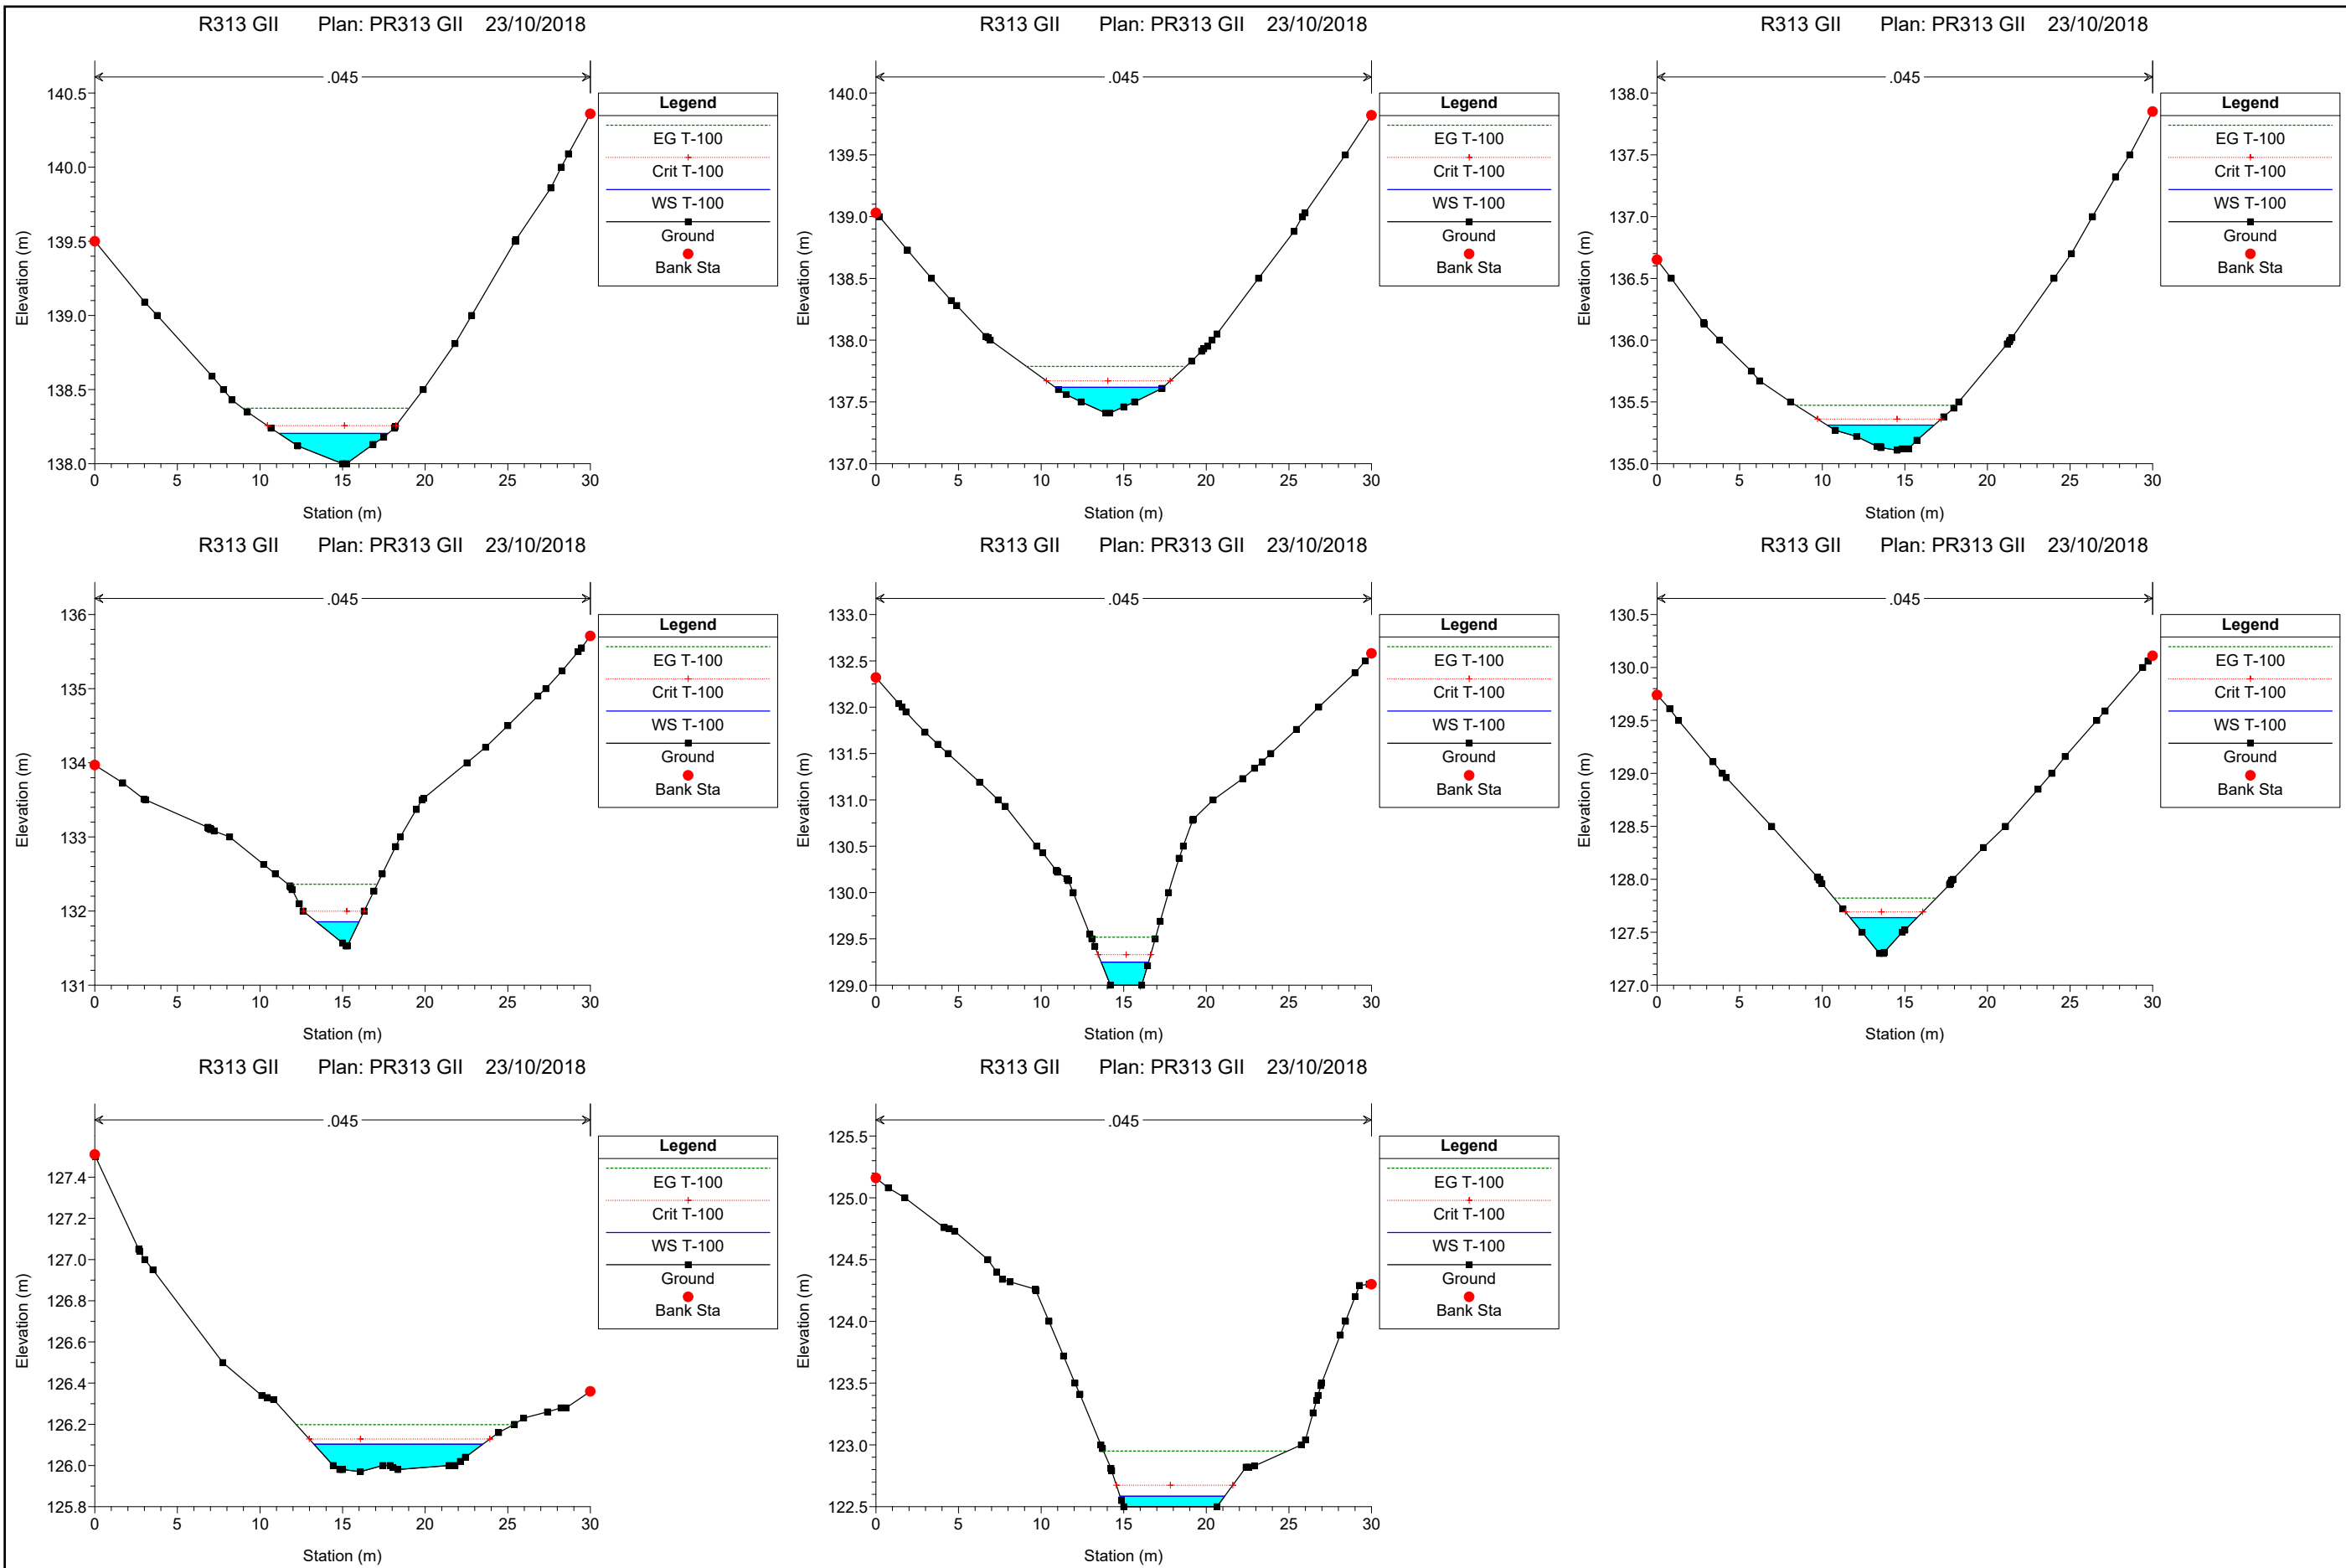 R313 GII Plan: PR313 GII 23/10/2018
.045
Elevation (m)
140.5
140.0
139.5
139.0
138.5
138.0
0 5 10 15 20 25 30
Station (m)
Legend
EG T-100
Crit T-100
WS T-100
Ground
Bank Sta
R313 GII Plan: PR313 GII 23/10/2018
.045
Elevation (m)
140.0
139.5
139.0
138.5
138.0
137.5
137.0
0 5 10 15 20 25 30
Station (m)
Legend
EG T-100
Crit T-100
WS T-100
Ground
Bank Sta
R313 GII Plan: PR313 GII 23/10/2018
.045
Elevation (m)
138.0
137.5
137.0
136.5
136.0
135.5
135.0
0 5 10 15 20 25 30
Station (m)
Legend
EG T-100
Crit T-100
WS T-100
Ground
Bank Sta
R313 GII Plan: PR313 GII 23/10/2018
.045
Elevation (m)
136
135
134
133
132
131
0 5 10 15 20 25 30
Station (m)
Legend
EG T-100
Crit T-100
WS T-100
Ground
Bank Sta
R313 GII Plan: PR313 GII 23/10/2018
.045
Elevation (m)
133.0
132.5
132.0
131.5
131.0
130.5
130.0
129.5
129.0
0 5 10 15 20 25 30
Station (m)
Legend
EG T-100
Crit T-100
WS T-100
Ground
Bank Sta
R313 GII Plan: PR313 GII 23/10/2018
.045
Elevation (m)
130.5
130.0
129.5
129.0
128.5
128.0
127.5
127.0
0 5 10 15 20 25 30
Station (m)
Legend
EG T-100
Crit T-100
WS T-100
Ground
Bank Sta
R313 GII Plan: PR313 GII 23/10/2018
.045
Elevation (m)
127.4
127.2
127.0
126.8
126.6
126.4
126.2
126.0
125.8
0 5 10 15 20 25 30
Station (m)
Legend
EG T-100
Crit T-100
WS T-100
Ground
Bank Sta
R313 GII Plan: PR313 GII 23/10/2018
.045
Elevation (m)
125.5
125.0
124.5
124.0
123.5
123.0
122.5
0 5 10 15 20 25 30
Station (m)
Legend
EG T-100
Crit T-100
WS T-100
Ground
Bank Sta